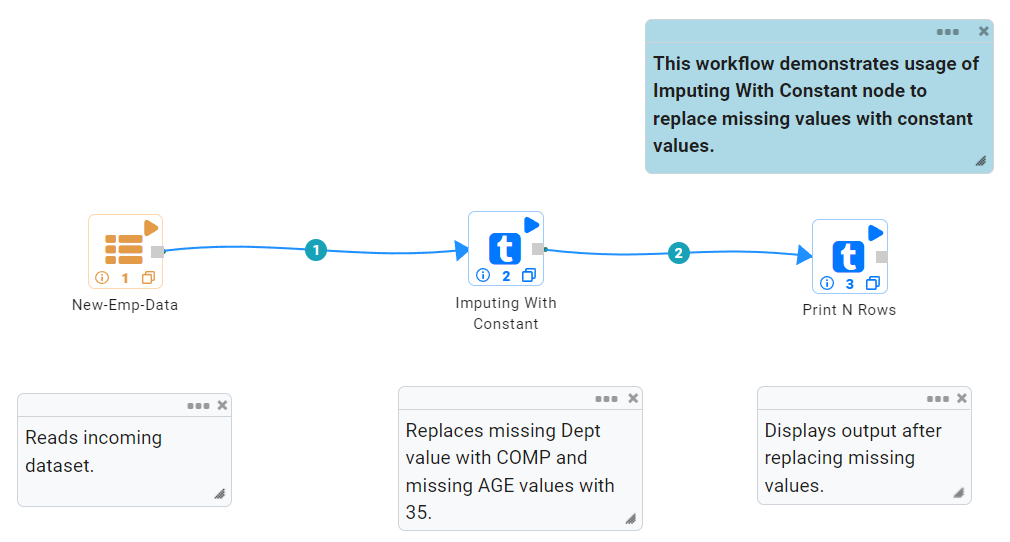 This workflow demonstrates usage of
Imputing With Constant node to
replace missing values with constant
values.
1
2
t
t
1
2
3
New-Emp-Data
Imputing With
Constant
Print N Rows
Reads incoming
dataset.
Replaces missing Dept
value with COMP and
missing AGE values with
35.
Displays output after
replacing missing
values.